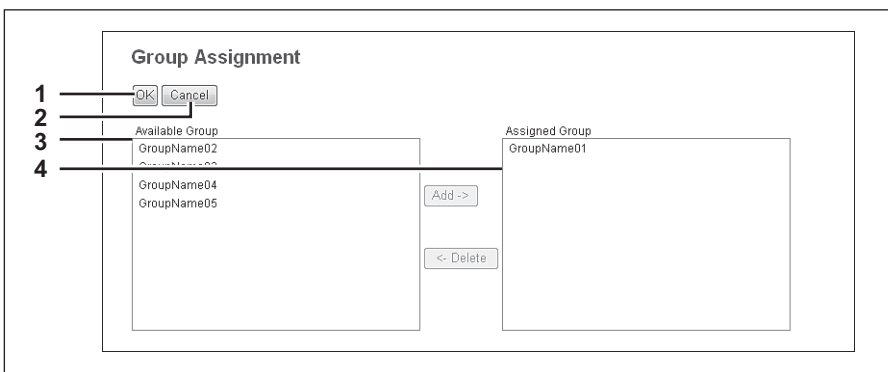 Group Assignment
1
OK Cancel
2
3
Available Group Assigned Group
GroupName02 GroupName01
4
GroupName04
Add ->
GroupName05
<- Delete